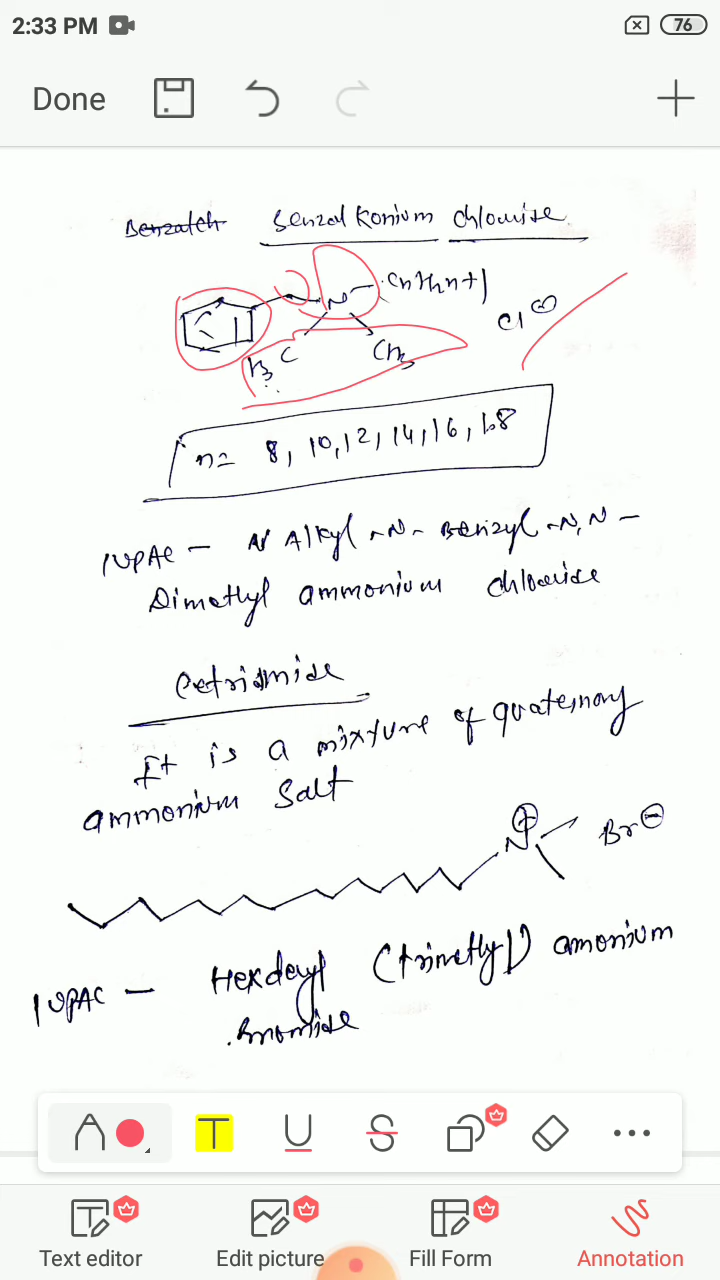 2:33 PM 76
Done
Benzalkonium chloride
N - CnH2n+1
H3C CH3 Cl⊖
n= 8, 10, 12, 14, 16, 18
IUPAC - N Alkyl - N - Benzyl - N, N -
Dimethyl ammonium chloride
Cetrimide
It is a mixture of quaternary
ammonium Salt
N⊕ Br⊖
IUPAC - Hexdecyl (trimethyl) amonium
Bromide
T U S
Text editor Edit picture Fill Form Annotation